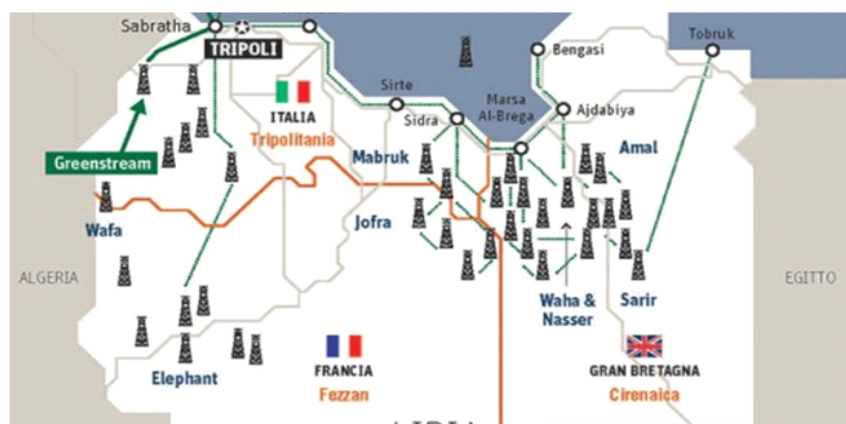 Sabratha
TRIPOLI
Tobruk
Bengasi
Sirte
Marsa
Al-Brega
Ajdabiya
Sidra
ITALIA
Tripolitania
Greenstream
Mabruk
Amal
Wafa
Jofra
ALGERIA
EGITTO
Waha &
Nasser
Sarir
FRANCIA
Fezzan
GRAN BRETAGNA
Cirenaica
Elephant